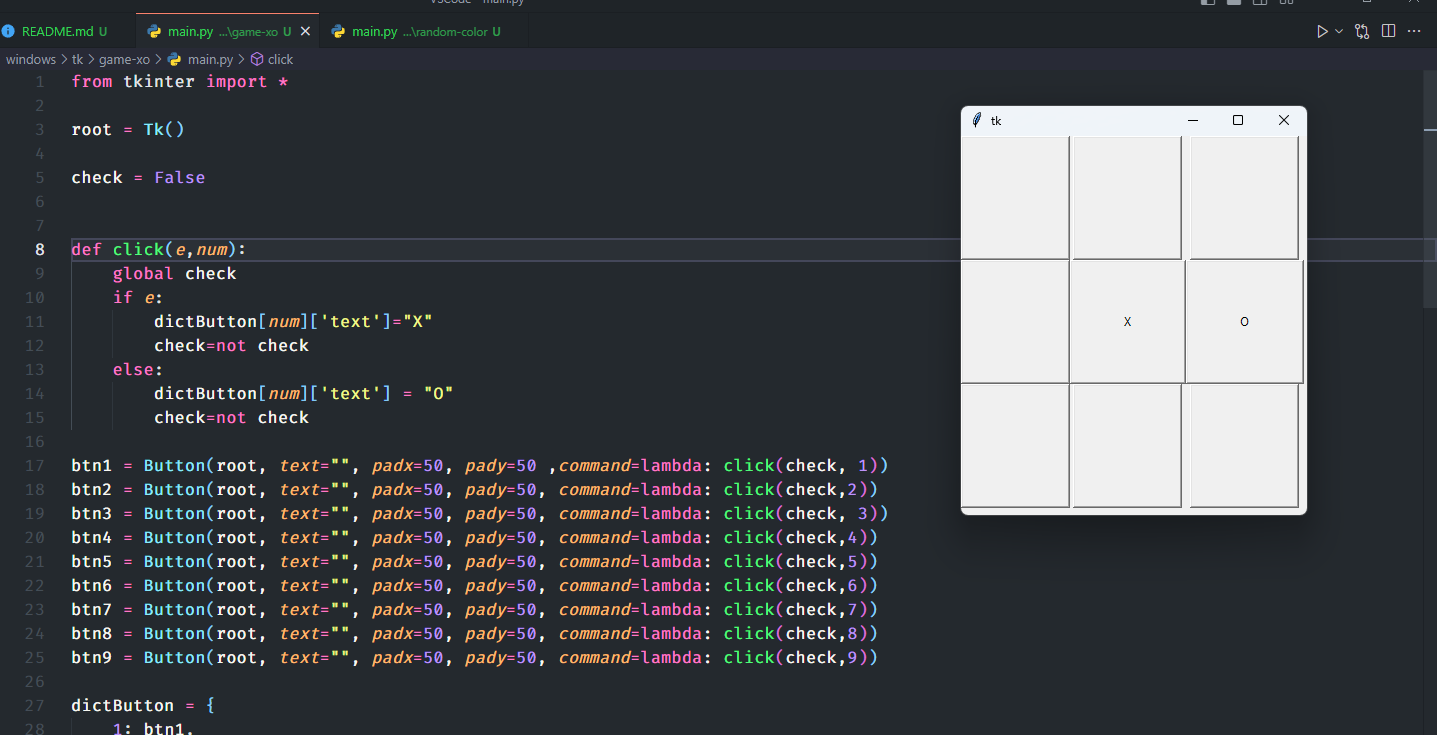 VSCode - main.py
README.md U
main.py ...\game-xo U
main.py ...\random-color U
windows > tk > game-xo > main.py > click
1 from tkinter import *
2
3 root = Tk()
4
5 check = False
6
7
8 def click(e,num):
9 global check
10 if e:
11 dictButton[num]['text']="X"
12 check=not check
13 else:
14 dictButton[num]['text'] = "O"
15 check=not check
16
17 btn1 = Button(root, text="", padx=50, pady=50 ,command=lambda: click(check, 1))
18 btn2 = Button(root, text="", padx=50, pady=50, command=lambda: click(check,2))
19 btn3 = Button(root, text="", padx=50, pady=50, command=lambda: click(check, 3))
20 btn4 = Button(root, text="", padx=50, pady=50, command=lambda: click(check,4))
21 btn5 = Button(root, text="", padx=50, pady=50, command=lambda: click(check,5))
22 btn6 = Button(root, text="", padx=50, pady=50, command=lambda: click(check,6))
23 btn7 = Button(root, text="", padx=50, pady=50, command=lambda: click(check,7))
24 btn8 = Button(root, text="", padx=50, pady=50, command=lambda: click(check,8))
25 btn9 = Button(root, text="", padx=50, pady=50, command=lambda: click(check,9))
26
27 dictButton = {
28 1: btn1,
tk
X
O